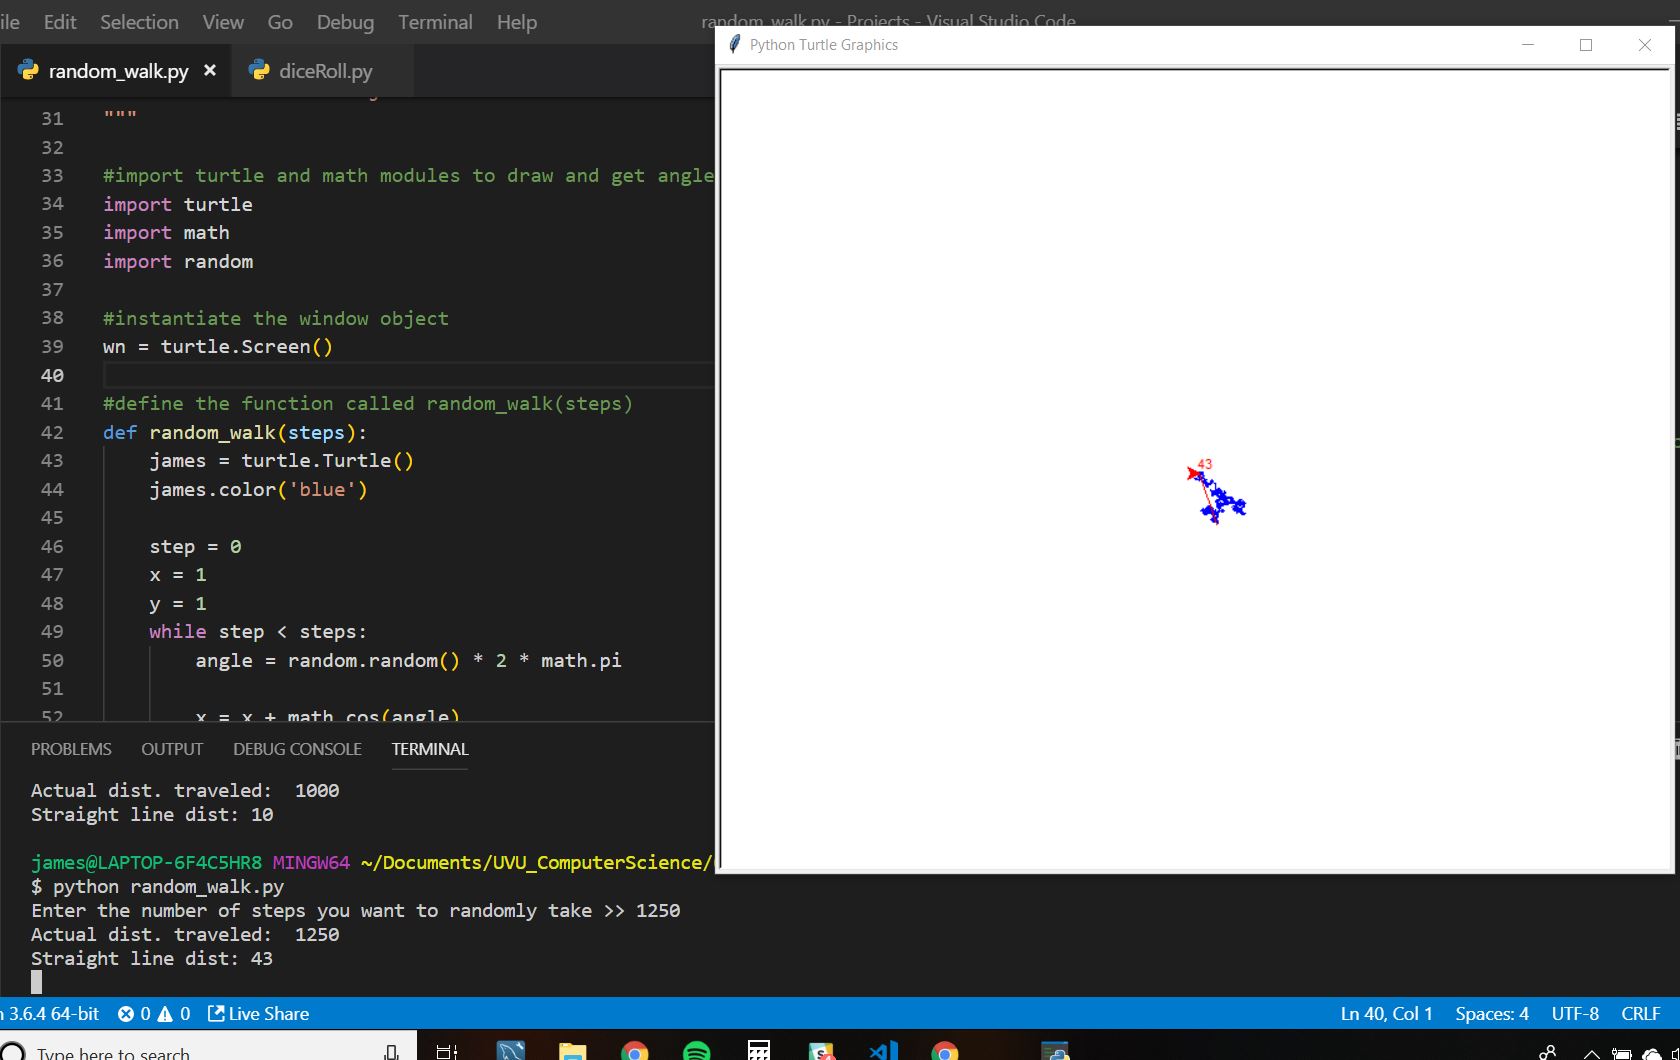 ile Edit Selection View Go Debug Terminal Help
random_walk.py - Projects - Visual Studio Code
Python Turtle Graphics
random_walk.py
diceRoll.py
31 """
32
33 #import turtle and math modules to draw and get angle
34 import turtle
35 import math
36 import random
37
38 #instantiate the window object
39 wn = turtle.Screen()
40
41 #define the function called random_walk(steps)
42 def random_walk(steps):
43 james = turtle.Turtle()
44 james.color('blue')
45
46 step = 0
47 x = 1
48 y = 1
49 while step < steps:
50 angle = random.random() * 2 * math.pi
51
52 x = x + math.cos(angle)
43
PROBLEMS OUTPUT DEBUG CONSOLE TERMINAL
Actual dist. traveled: 1000
Straight line dist: 10
james@LAPTOP-6F4C5HR8 MINGW64 ~/Documents/UVU_ComputerScience/
$ python random_walk.py
Enter the number of steps you want to randomly take >> 1250
Actual dist. traveled: 1250
Straight line dist: 43
n 3.6.4 64-bit 0 0 Live Share Ln 40, Col 1 Spaces: 4 UTF-8 CRLF
Type here to search